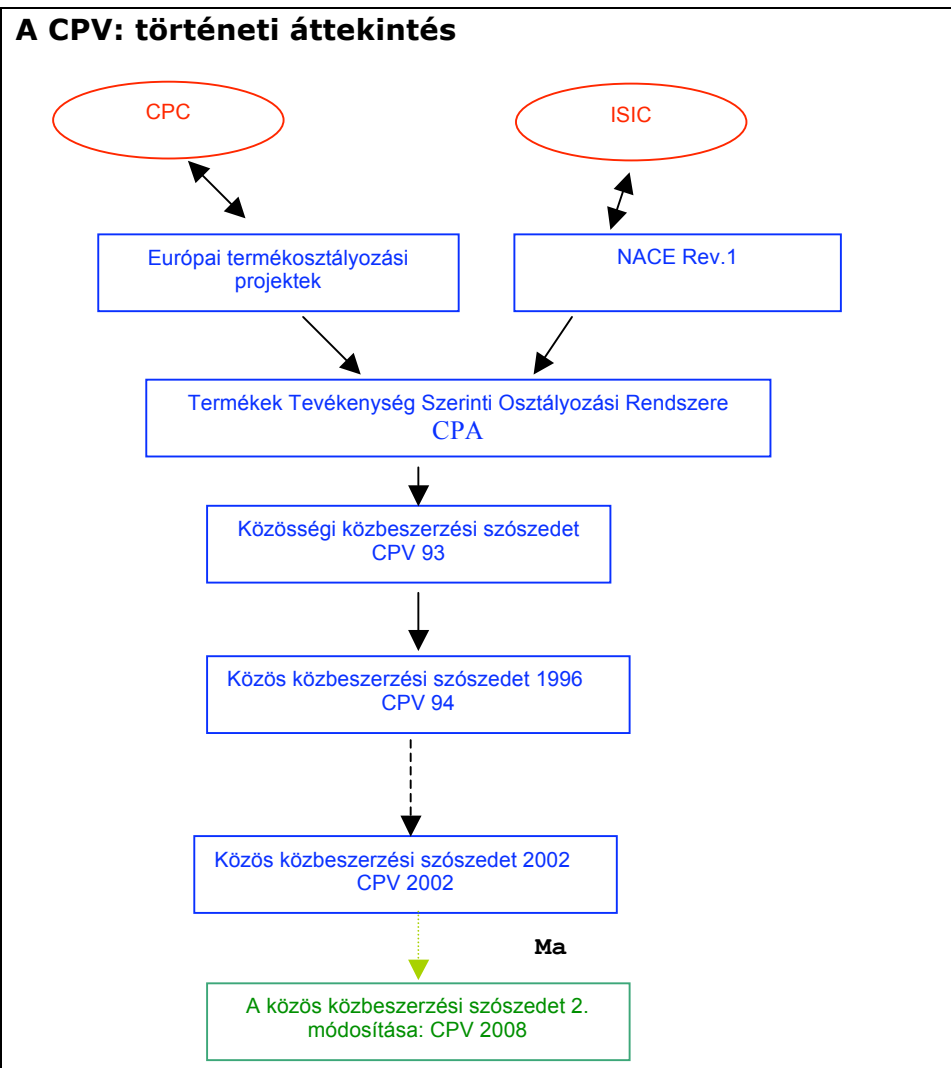 A CPV: történeti áttekintés
CPC
ISIC
Európai termékosztályozási
projektek
NACE Rev.1
Termékek Tevékenység Szerinti Osztályozási Rendszere
CPA
Közösségi közbeszerzési szószedet
CPV 93
Közös közbeszerzési szószedet 1996
CPV 94
Közös közbeszerzési szószedet 2002
CPV 2002
Ma
A közös közbeszerzési szószedet 2.
módosítása: CPV 2008